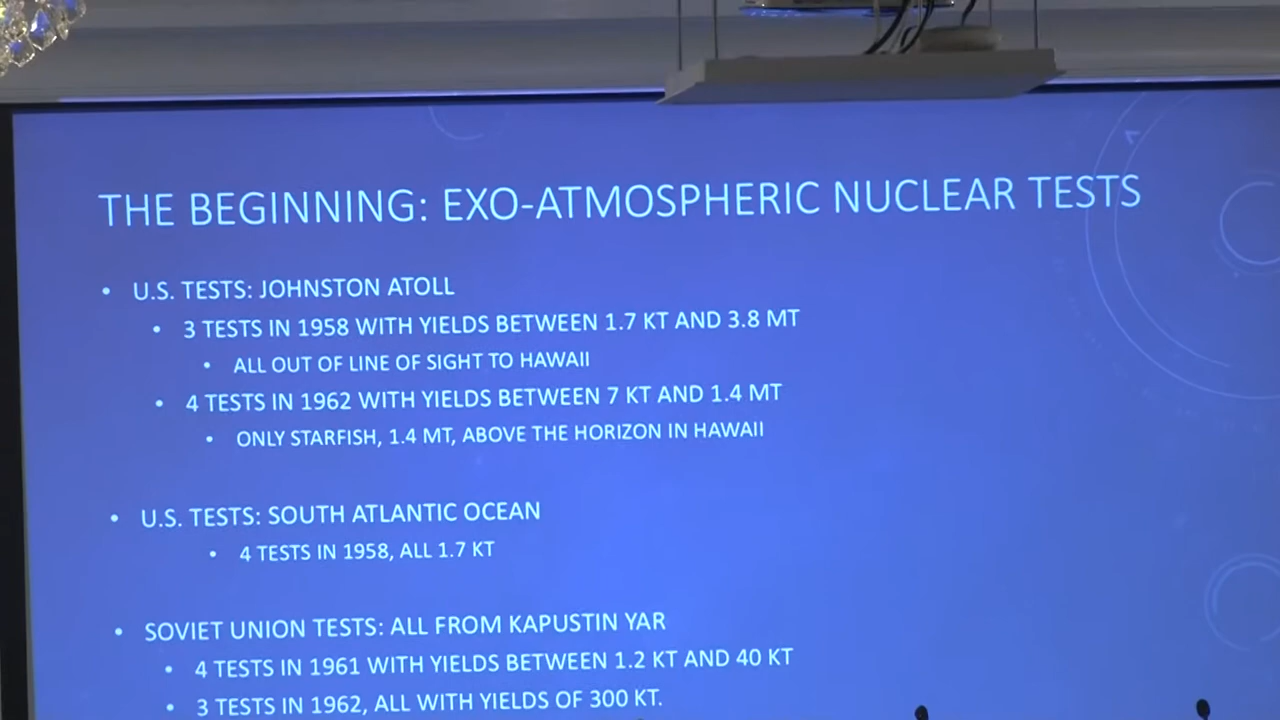 THE BEGINNING: EXO-ATMOSPHERIC NUCLEAR TESTS
• U.S. TESTS: JOHNSTON ATOLL
• 3 TESTS IN 1958 WITH YIELDS BETWEEN 1.7 KT AND 3.8 MT
• ALL OUT OF LINE OF SIGHT TO HAWAII
• 4 TESTS IN 1962 WITH YIELDS BETWEEN 7 KT AND 1.4 MT
• ONLY STARFISH, 1.4 MT, ABOVE THE HORIZON IN HAWAII
• U.S. TESTS: SOUTH ATLANTIC OCEAN
• 4 TESTS IN 1958, ALL 1.7 KT
• SOVIET UNION TESTS: ALL FROM KAPUSTIN YAR
• 4 TESTS IN 1961 WITH YIELDS BETWEEN 1.2 KT AND 40 KT
• 3 TESTS IN 1962, ALL WITH YIELDS OF 300 KT.